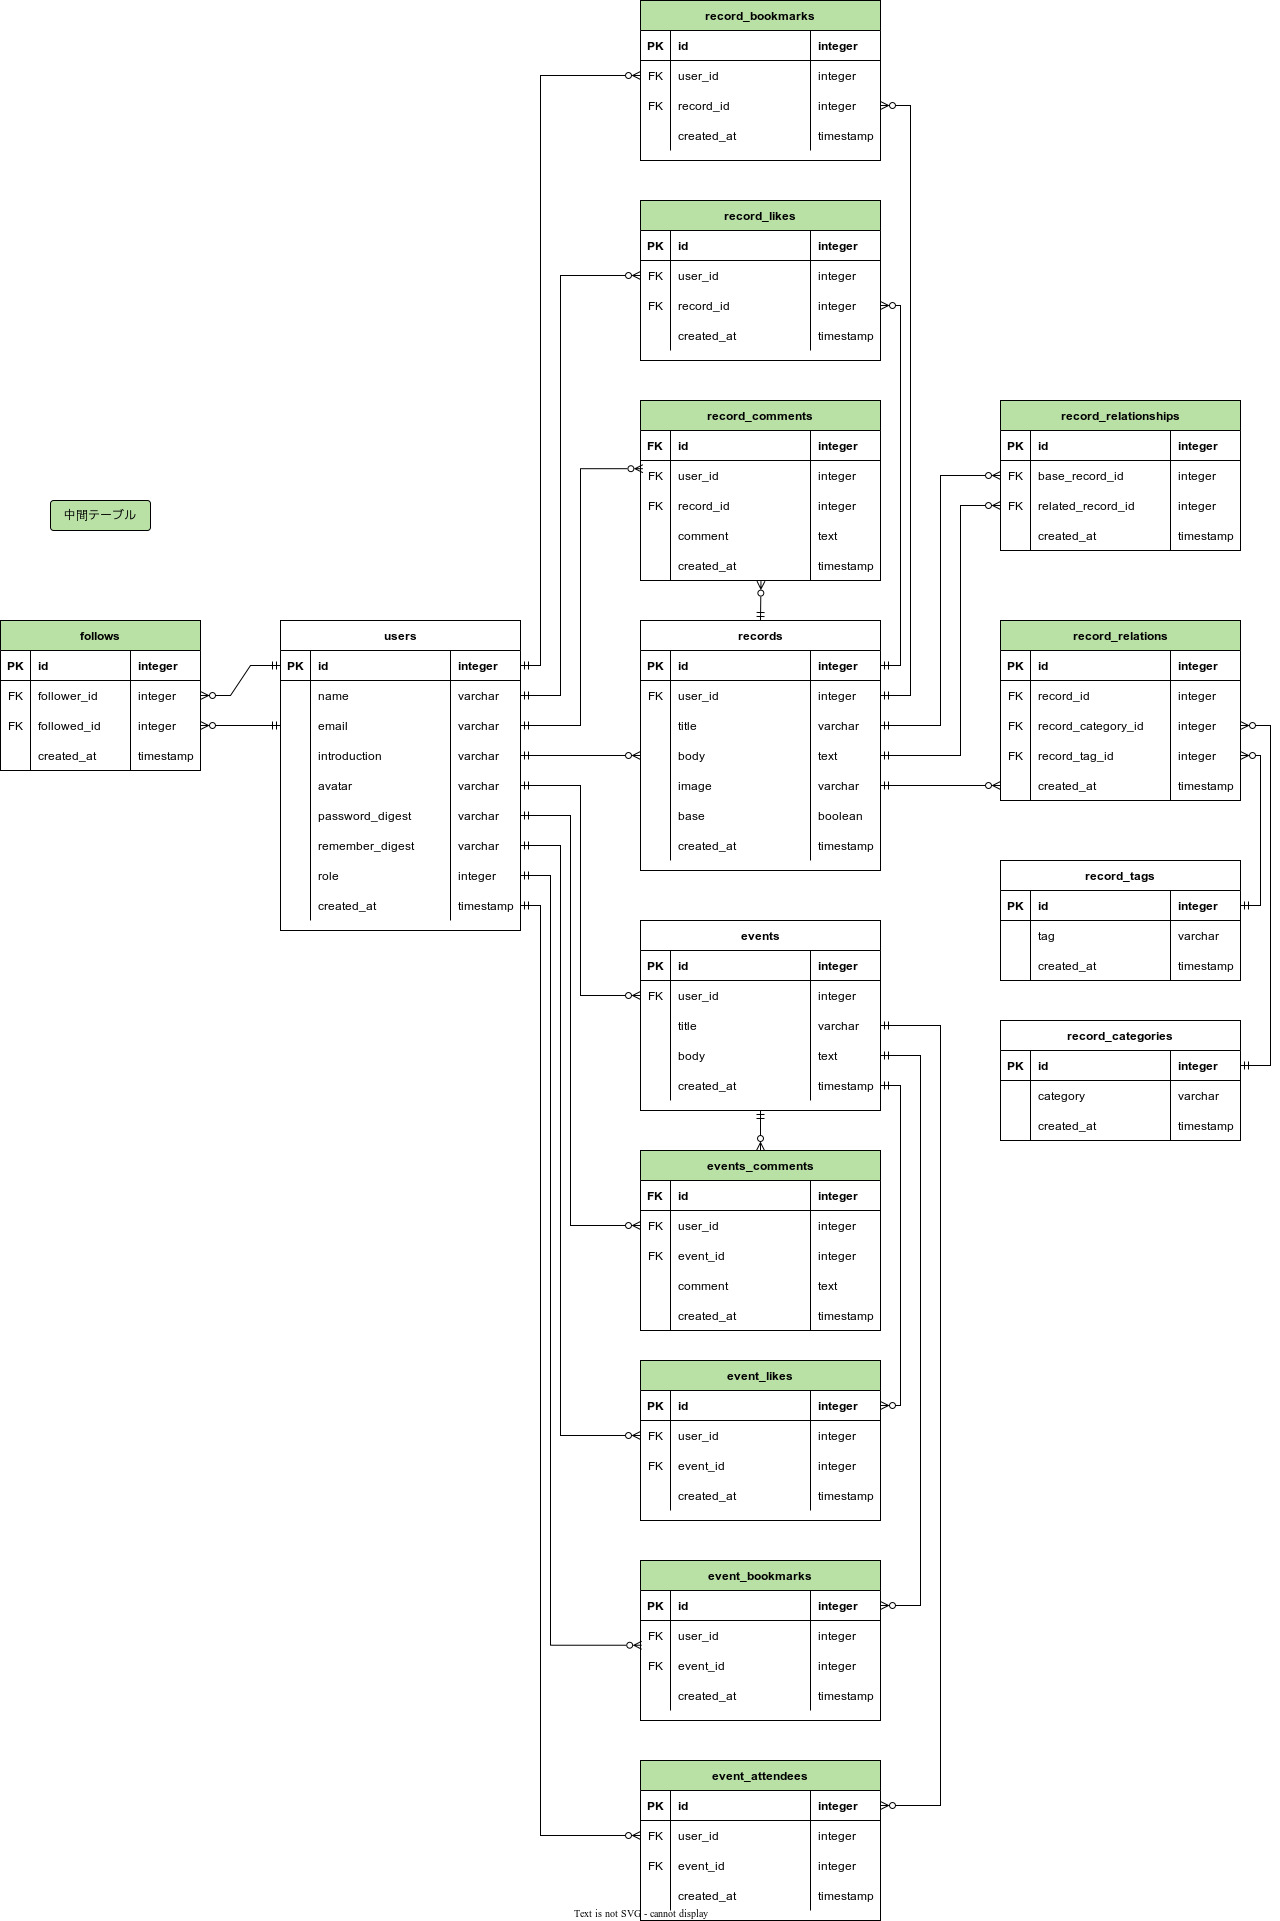 record_bookmarks
PK id integer
FK user_id integer
FK record_id integer
created_at timestamp
record_likes
PK id integer
FK user_id integer
FK record_id integer
created_at timestamp
record_comments
FK id integer
FK user_id integer
FK record_id integer
comment text
created_at timestamp
record_relationships
PK id integer
FK base_record_id integer
FK related_record_id integer
created_at timestamp
中間テーブル
follows
PK id integer
FK follower_id integer
FK followed_id integer
created_at timestamp
users
PK id integer
name varchar
email varchar
introduction varchar
avatar varchar
password_digest varchar
remember_digest varchar
role integer
created_at timestamp
records
PK id integer
FK user_id integer
title varchar
body text
image varchar
base boolean
created_at timestamp
record_relations
PK id integer
FK record_id integer
FK record_category_id integer
FK record_tag_id integer
created_at timestamp
record_tags
PK id integer
tag varchar
created_at timestamp
events
PK id integer
FK user_id integer
title varchar
body text
created_at timestamp
record_categories
PK id integer
category varchar
created_at timestamp
events_comments
FK id integer
FK user_id integer
FK event_id integer
comment text
created_at timestamp
event_likes
PK id integer
FK user_id integer
FK event_id integer
created_at timestamp
event_bookmarks
PK id integer
FK user_id integer
FK event_id integer
created_at timestamp
event_attendees
PK id integer
FK user_id integer
FK event_id integer
created_at timestamp
Text is not SVG - cannot display